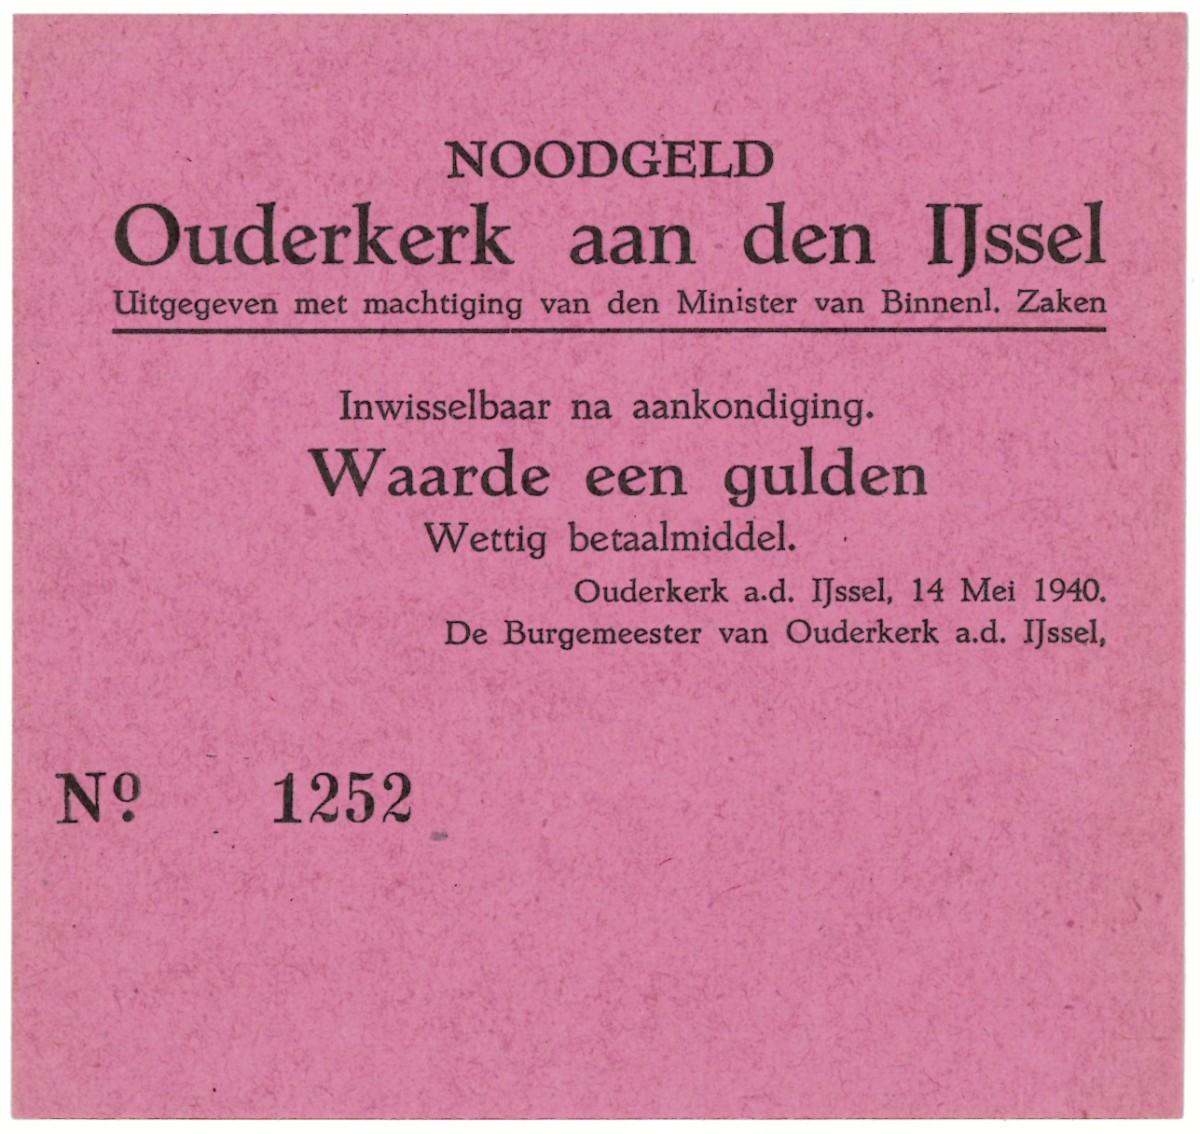 NOODGELD
Ouderkerk aan den IJssel
Uitgegeven met machtiging van den Minister van Binnenl. Zaken
Inwisselbaar na aankondiging.
Waarde een gulden
Wettig betaalmiddel.
Ouderkerk a.d. IJssel, 14 Mei 1940.
De Burgemeester van Ouderkerk a.d. IJssel,
Nº 1252